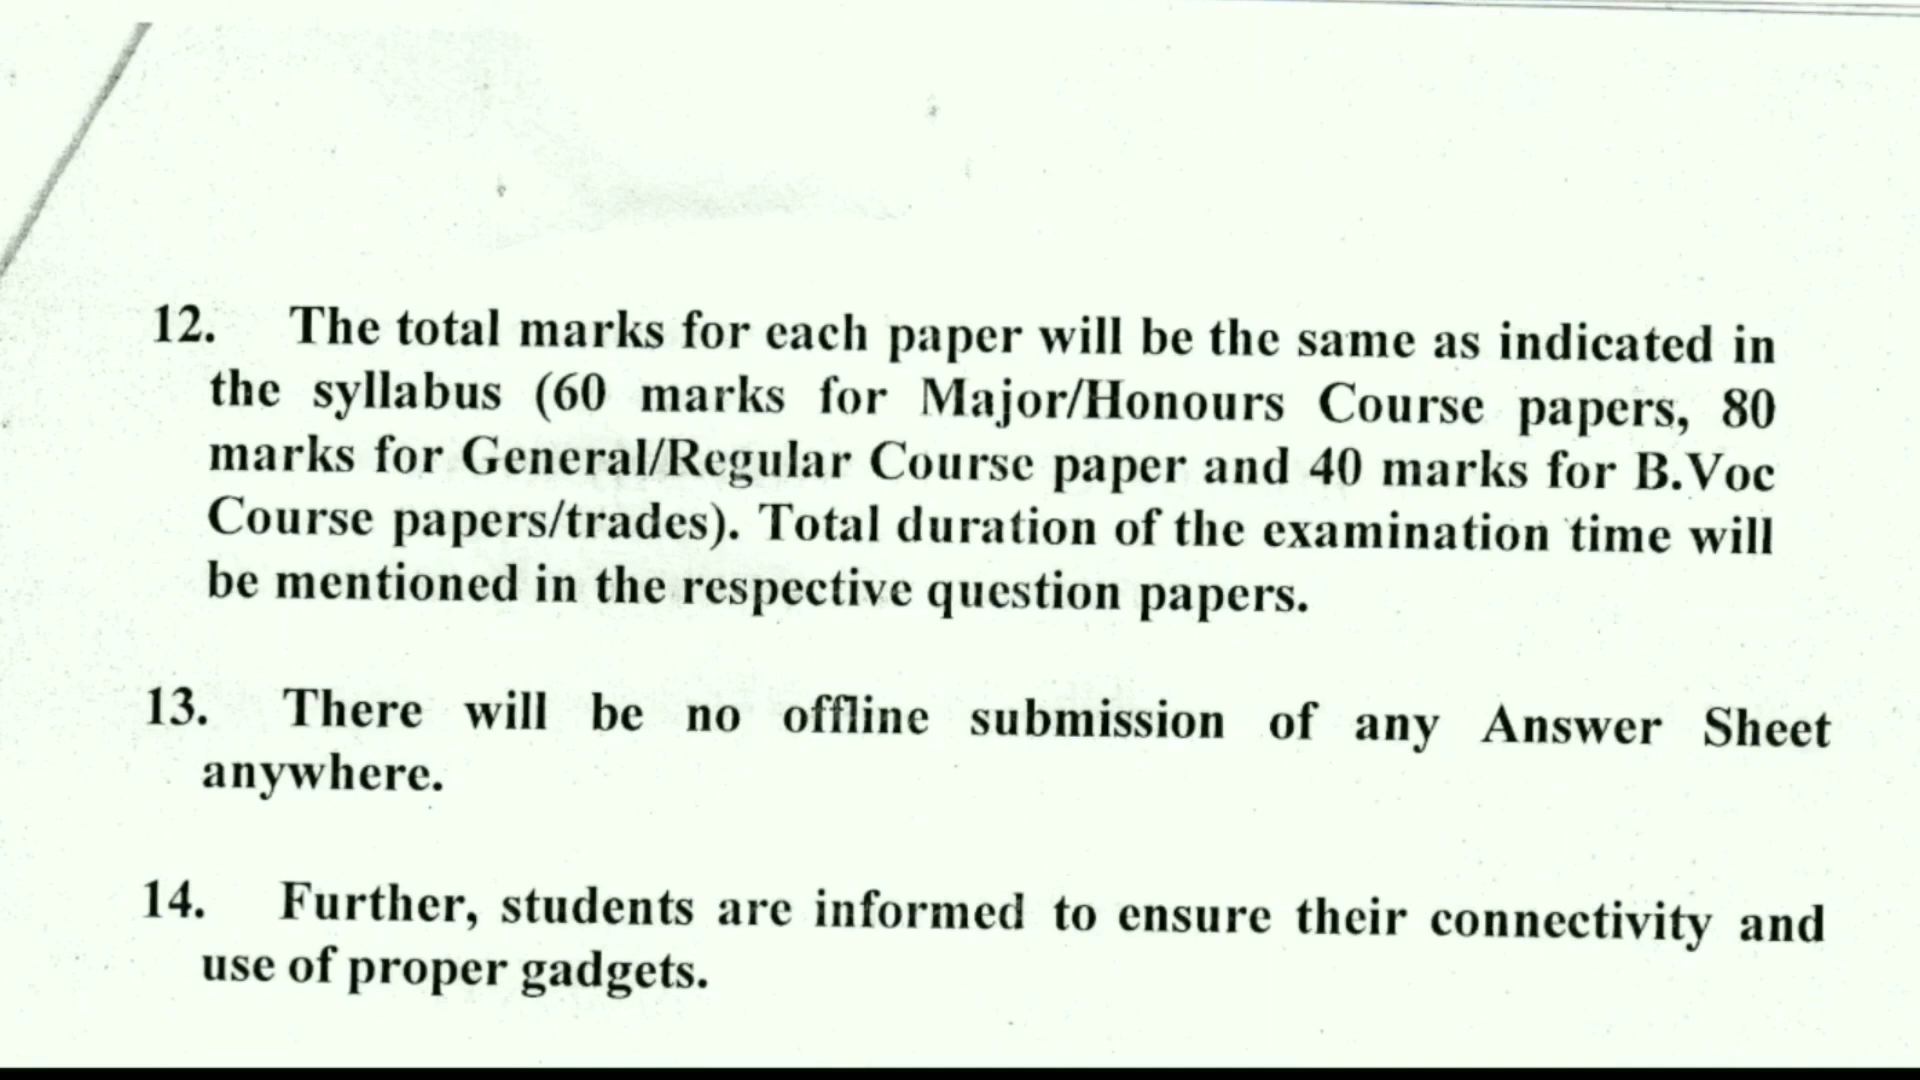 12. The total marks for each paper will be the same as indicated in
the syllabus (60 marks for Major/Honours Course papers, 80
marks for General/Regular Course paper and 40 marks for B.Voc
Course papers/trades). Total duration of the examination time will
be mentioned in the respective question papers.
13. There will be no offline submission of any Answer Sheet
anywhere.
14. Further, students are informed to ensure their connectivity and
use of proper gadgets.